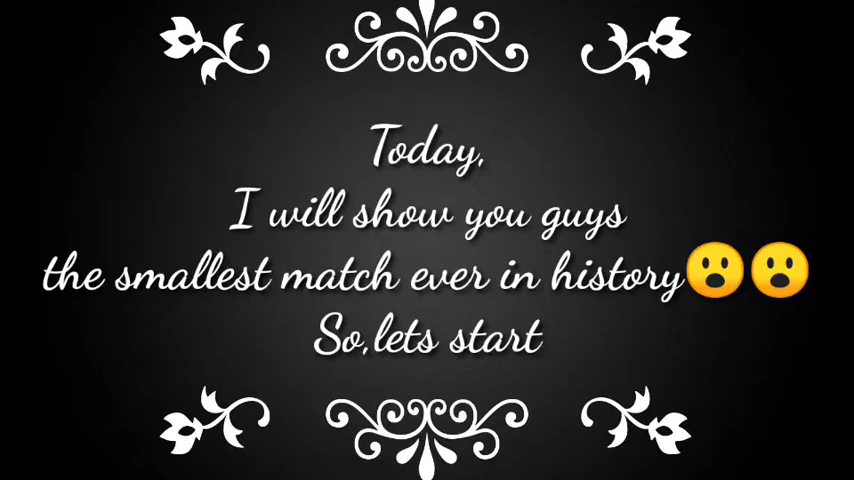 Today,
I will show you guys
the smallest match ever in history😮😮
So,lets start